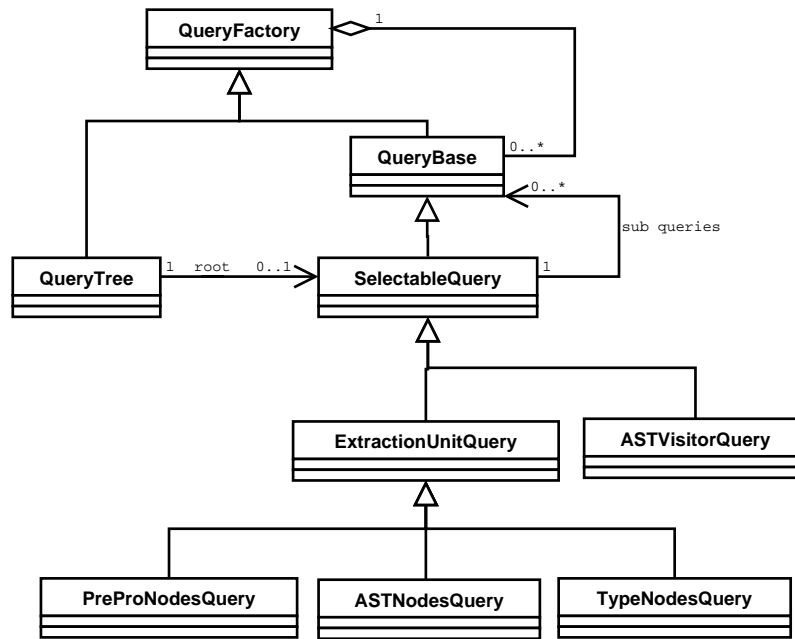 QueryFactory
1
QueryBase
0..*
0..*
sub queries
QueryTree
1 root 0..1
SelectableQuery
1
ExtractionUnitQuery
ASTVisitorQuery
PreProNodesQuery
ASTNodesQuery
TypeNodesQuery